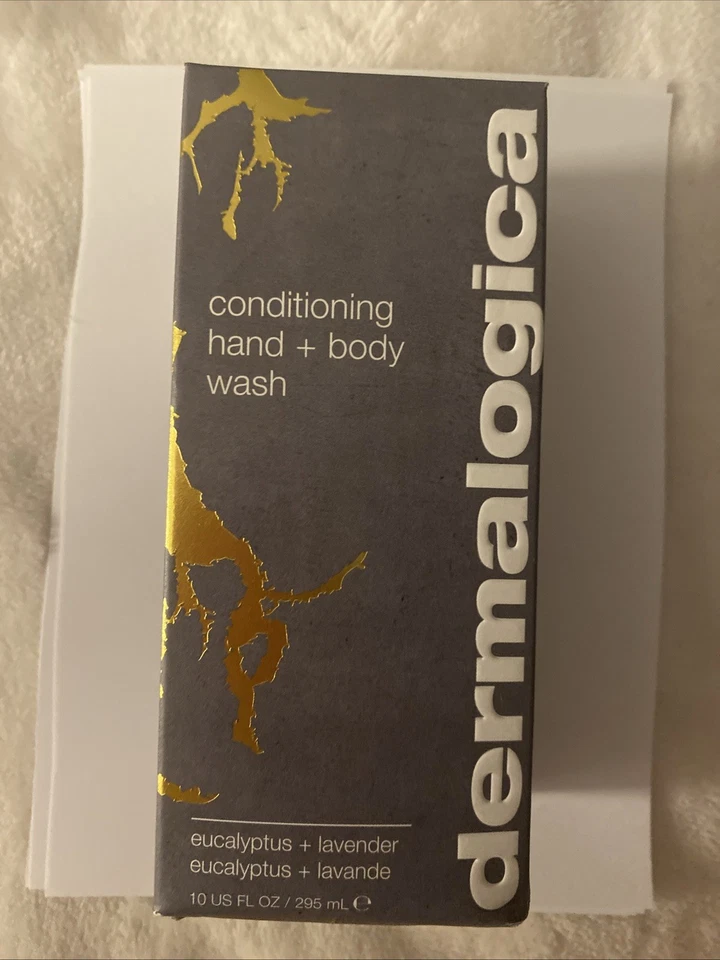 conditioning
hand + body
wash
dermalogica
eucalyptus + lavender
eucalyptus + lavande
10 US FL OZ / 295 mL ℮